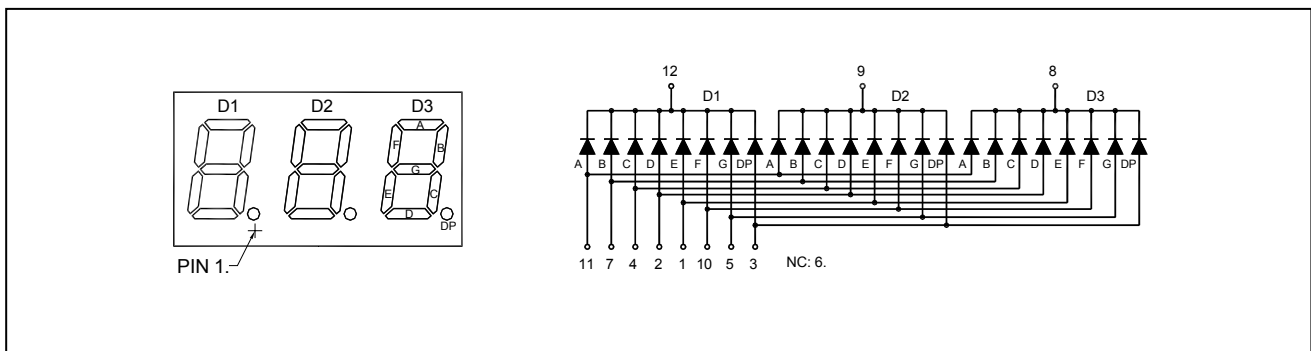 D1 D2 D3
A
F B
G
E C
D
DP
PIN 1.
12 9 8
D1 D2 D3
A B C D E F G DP A B C D E F G DP A B C D E F G DP
11 7 4 2 1 10 5 3 NC: 6.